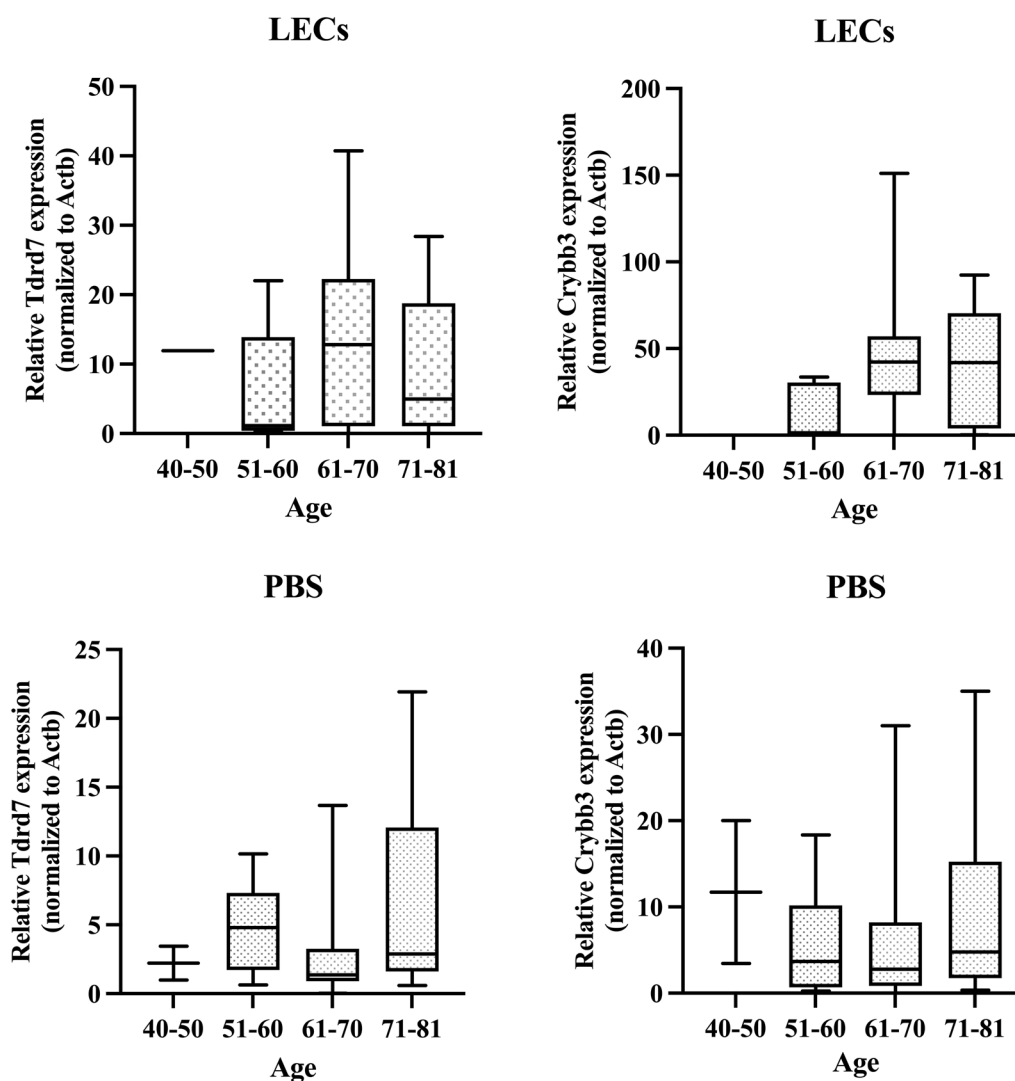 LECs
Relative Tdrd7 expression
(normalized to Actb)
50
40
30
20
10
0
40-50 51-60 61-70 71-81
Age
LECs
Relative Crybb3 expression
(normalized to Actb)
200
150
100
50
0
40-50 51-60 61-70 71-81
Age
PBS
Relative Tdrd7 expression
(normalized to Actb)
25
20
15
10
5
0
40-50 51-60 61-70 71-81
Age
PBS
Relative Crybb3 expression
(normalized to Actb)
40
30
20
10
0
40-50 51-60 61-70 71-81
Age